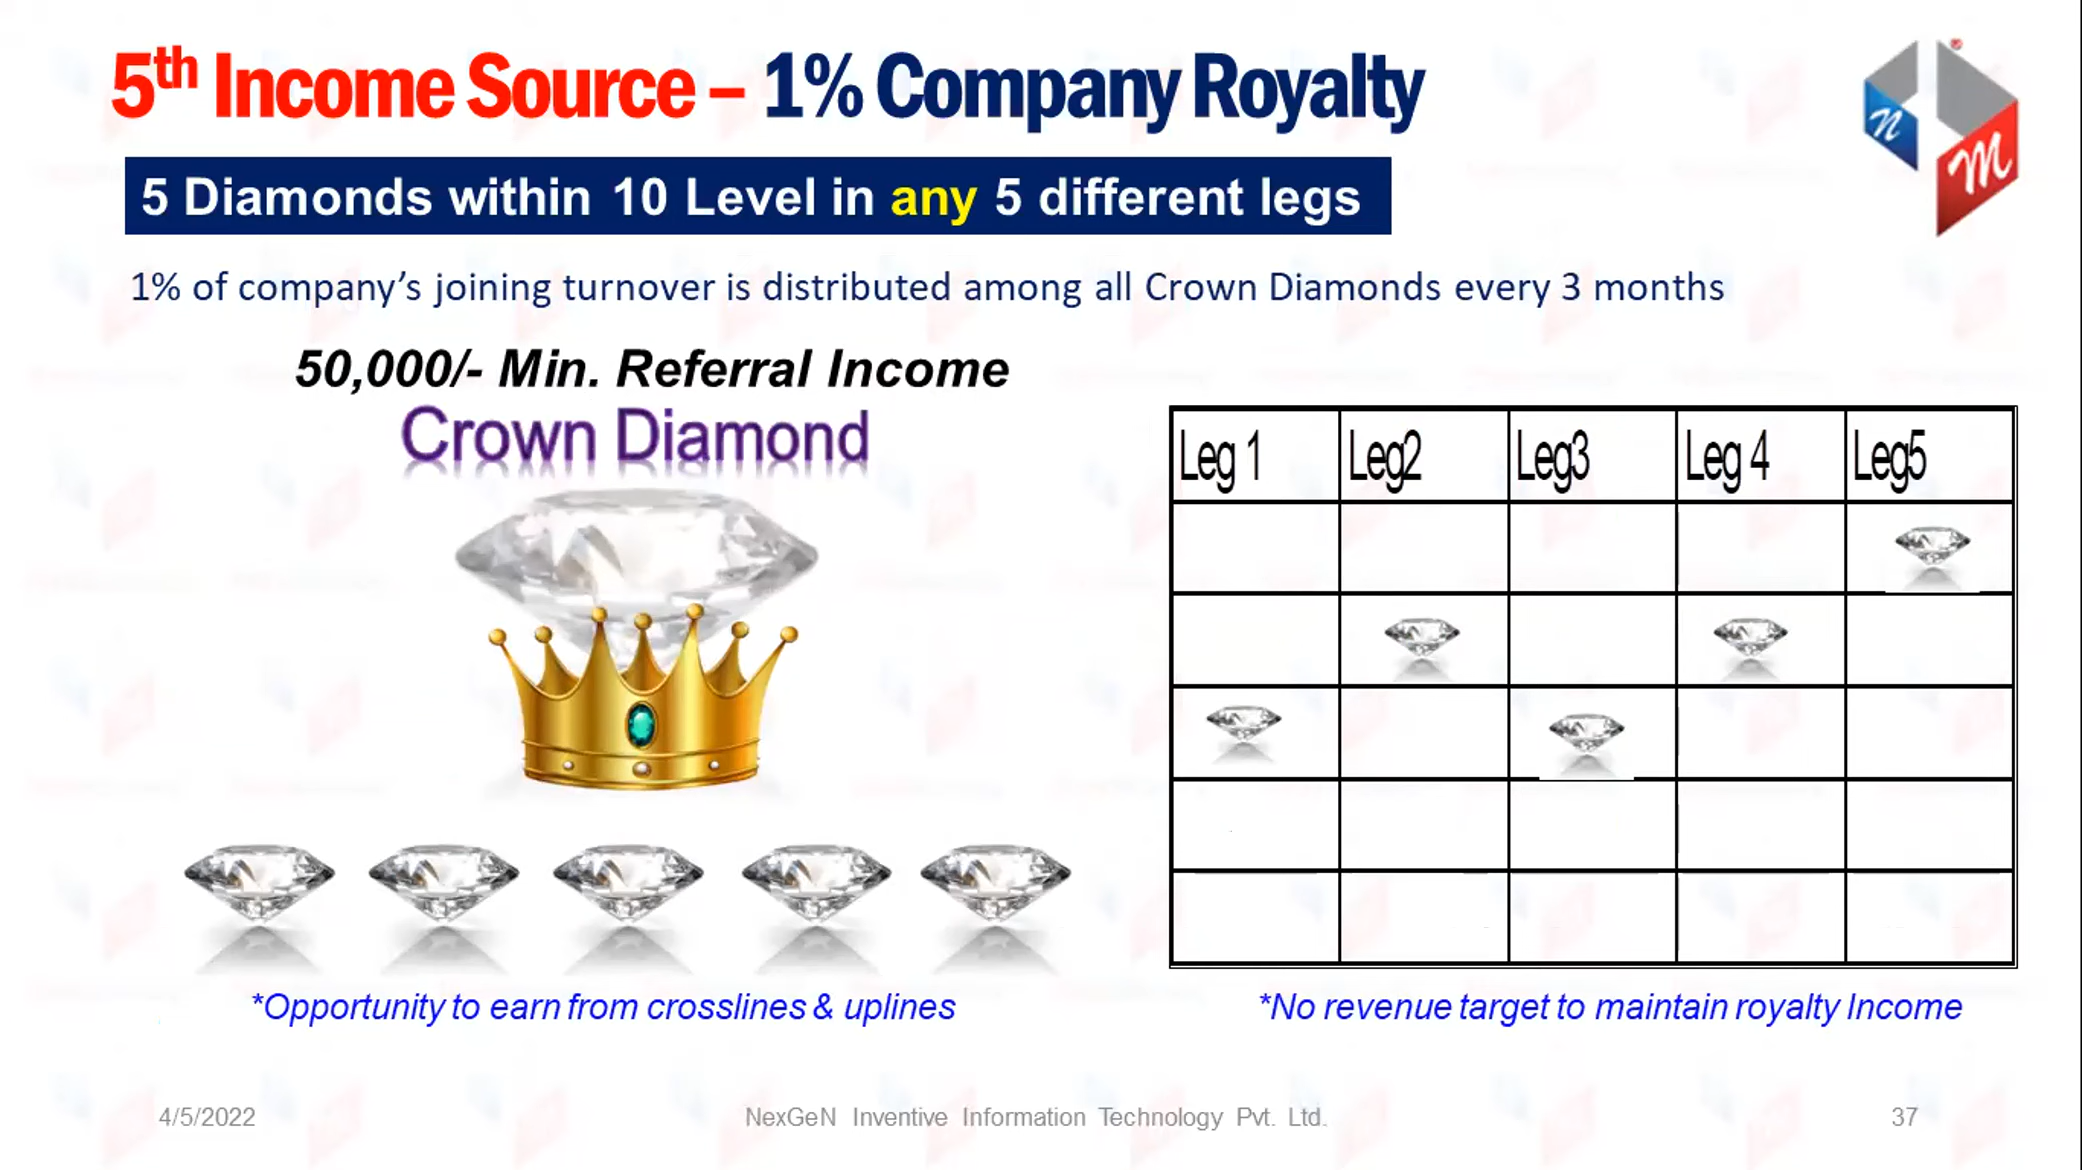 5th Income Source – 1% Company Royalty
5 Diamonds within 10 Level in any 5 different legs
1% of company’s joining turnover is distributed among all Crown Diamonds every 3 months
50,000/- Min. Referral Income
Crown Diamond
Leg 1 Leg2 Leg3 Leg 4 Leg5
*Opportunity to earn from crosslines & uplines
*No revenue target to maintain royalty Income
4/5/2022 NexGeN Inventive Information Technology Pvt. Ltd. 37
n M